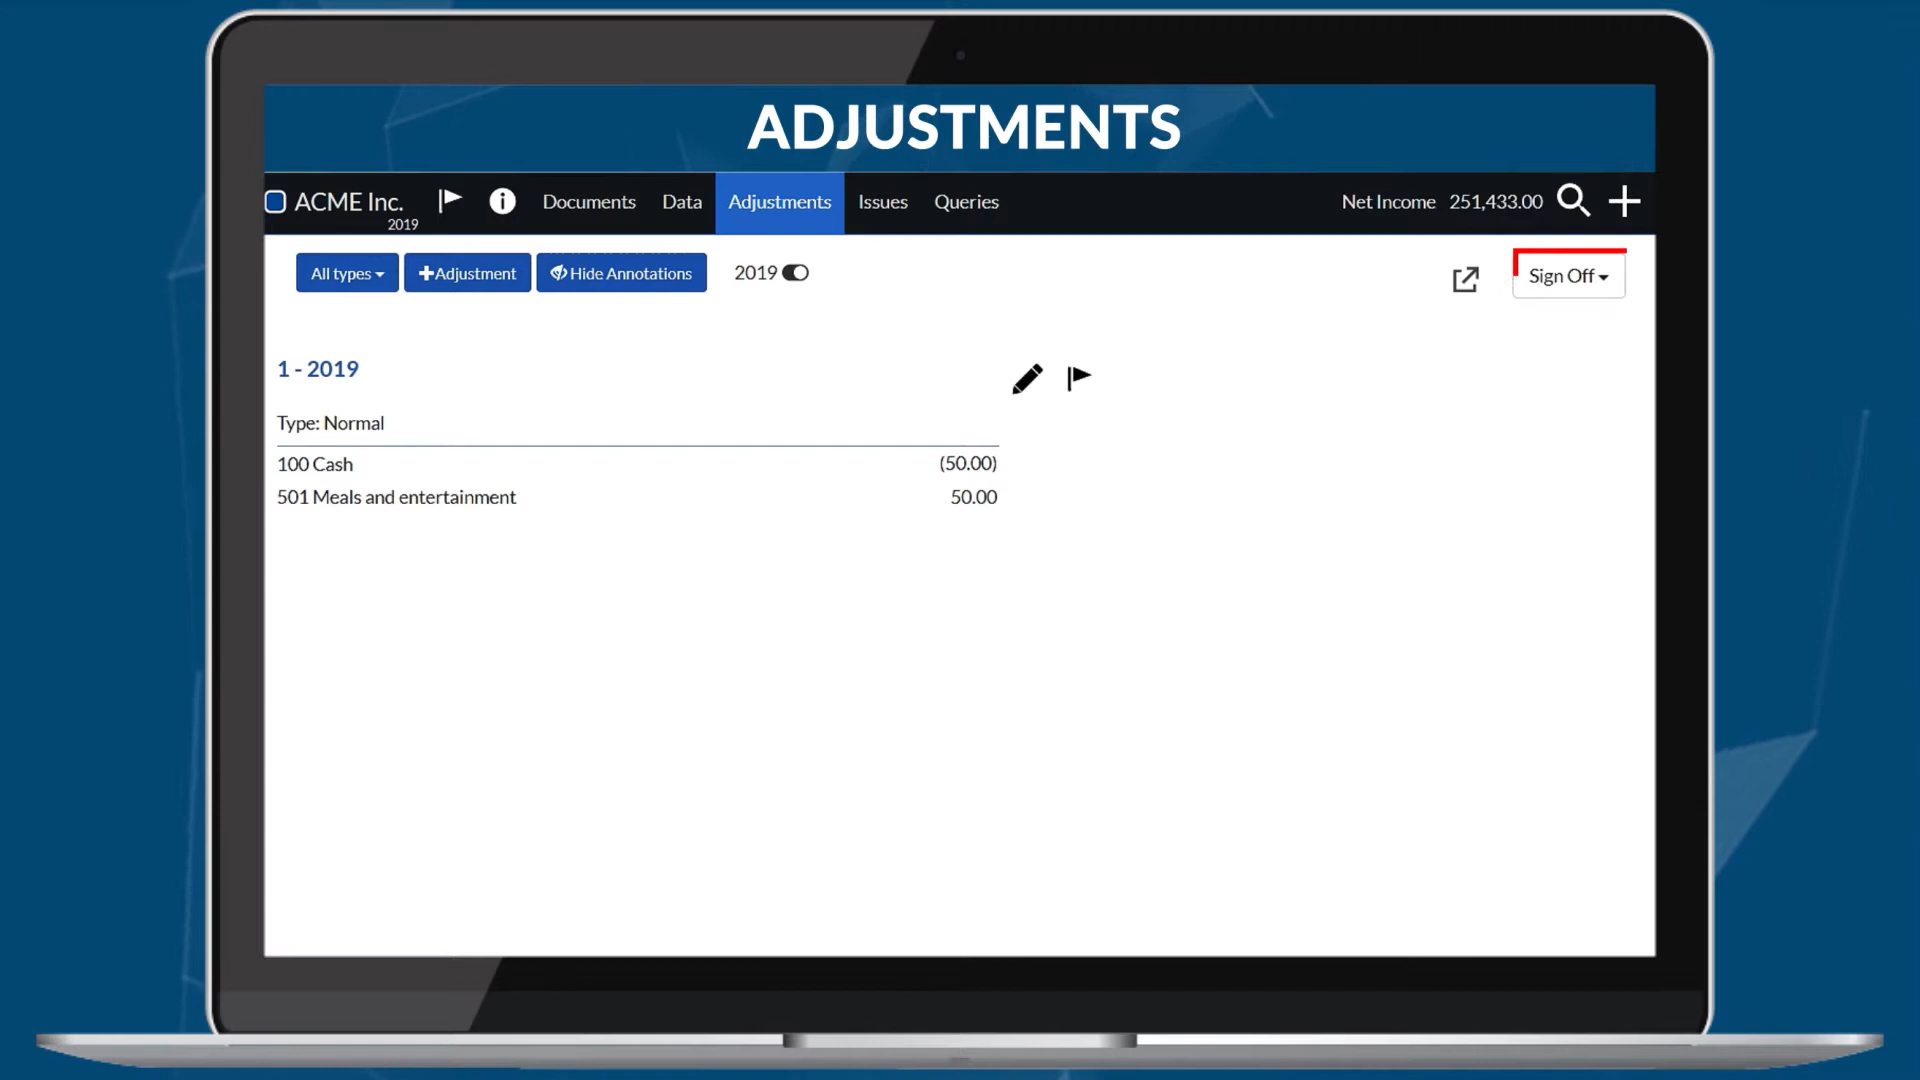 ADJUSTMENTS
ACME Inc. Documents Data Adjustments Issues Queries Net Income 251,433.00
2019
All types +Adjustment Hide Annotations 2019 Sign Off
1 - 2019
Type: Normal
100 Cash (50.00)
501 Meals and entertainment 50.00